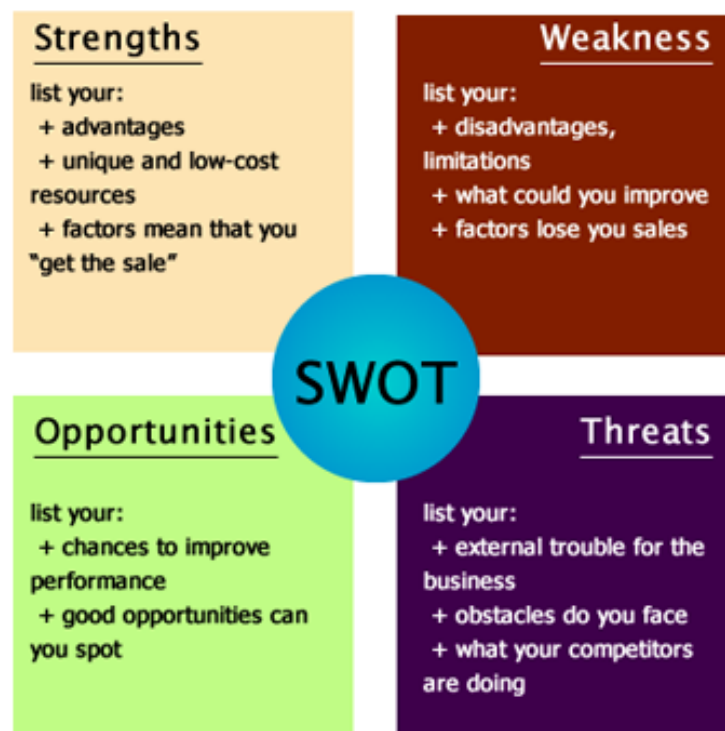 Strengths
list your:
+ advantages
+ unique and low-cost
resources
+ factors mean that you
"get the sale"
Weakness
list your:
+ disadvantages,
limitations
+ what could you improve
+ factors lose you sales
SWOT
Opportunities
list your:
+ chances to improve
performance
+ good opportunities can
you spot
Threats
list your:
+ external trouble for the
business
+ obstacles do you face
+ what your competitors
are doing